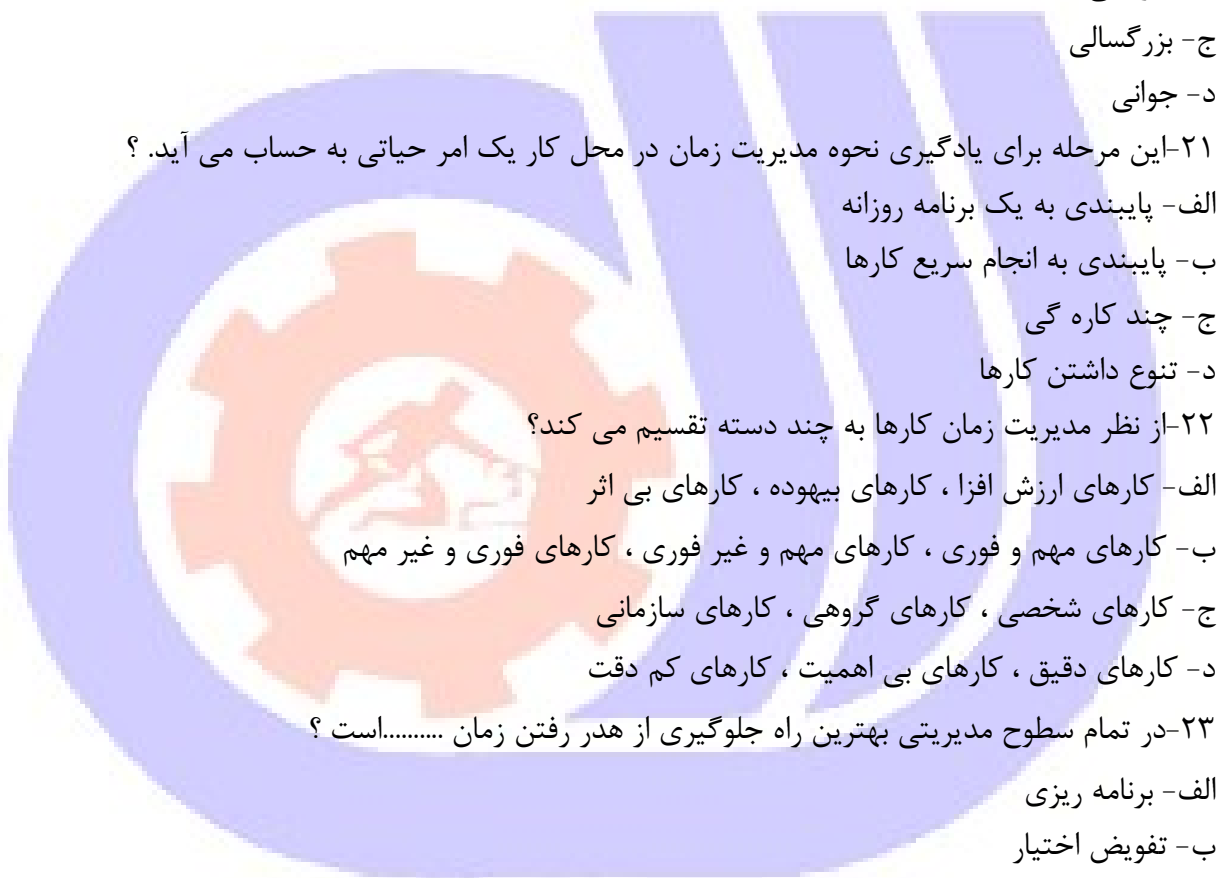 ج- بزرگسالی
د- جوانی
۲۱-این مرحله برای یادگیری نحوه مدیریت زمان در محل کار یک امر حیاتی به حساب می آید. ؟
الف- پایبندی به یک برنامه روزانه
ب- پایبندی به انجام سریع کارها
ج- چند کاره گی
د- تنوع داشتن کارها
۲۲-از نظر مدیریت زمان کارها به چند دسته تقسیم می کند؟
الف- کارهای ارزش افزا ، کارهای بیهوده ، کارهای بی اثر
ب- کارهای مهم و فوری ، کارهای مهم و غیر فوری ، کارهای فوری و غیر مهم
ج- کارهای شخصی ، کارهای گروهی ، کارهای سازمانی
د- کارهای دقیق ، کارهای بی اهمیت ، کارهای کم دقت
۲۳-در تمام سطوح مدیریتی بهترین راه جلوگیری از هدر رفتن زمان ..........است ؟
الف- برنامه ریزی
ب- تفویض اختیار